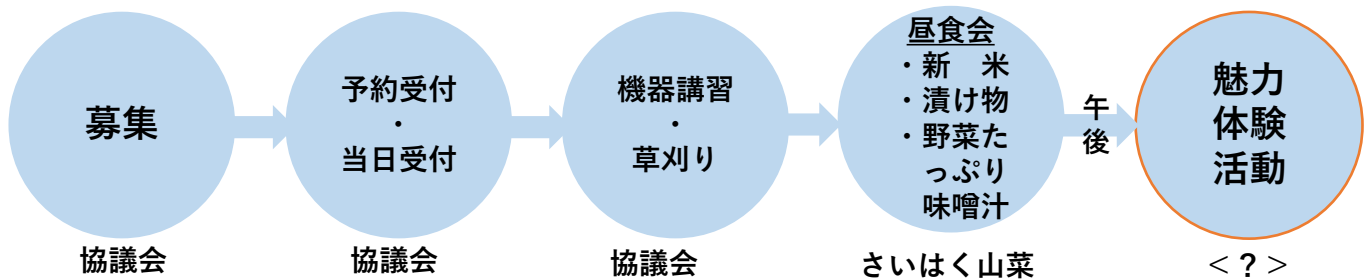 募集
予約受付
・
当日受付
機器講習
・
草刈り
昼食会
・新　米
・漬け物
・野菜た
っぷり
味噌汁
午
後
魅力
体験
活動
協議会
協議会
協議会
さいはく山菜
＜？＞